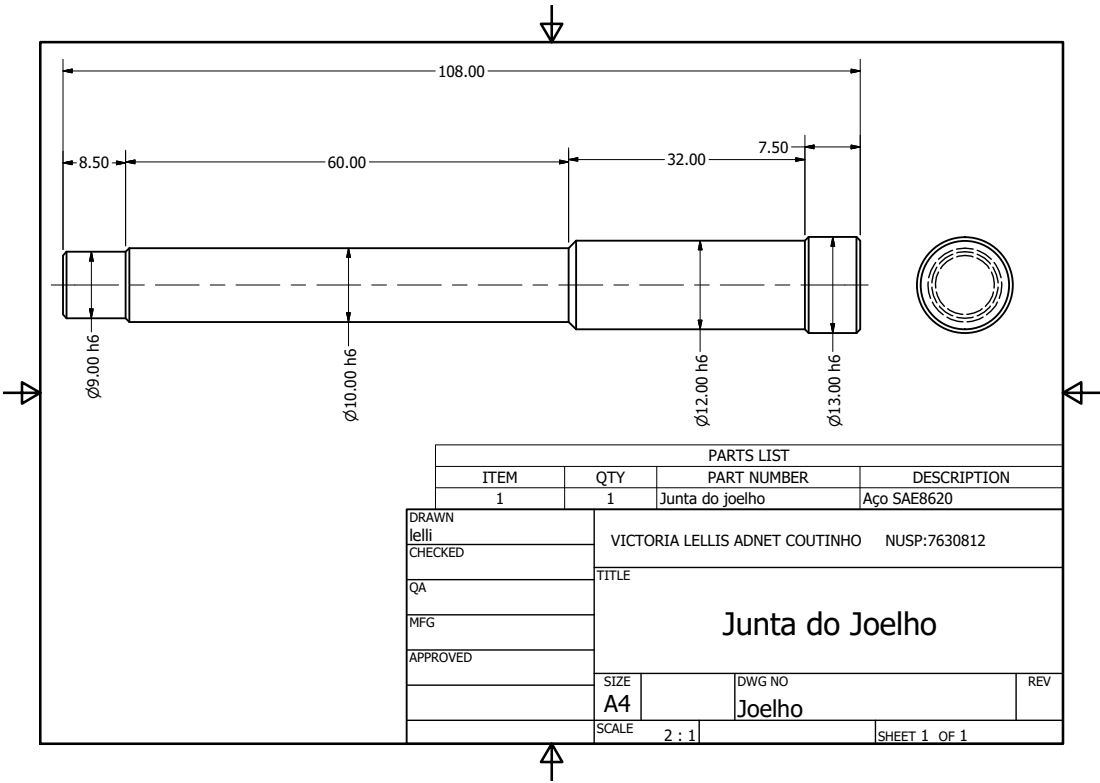 108.00
8.50
60.00
32.00
7.50
Ø9.00 h6
Ø10.00 h6
Ø12.00 h6
Ø13.00 h6
PARTS LIST
ITEM QTY PART NUMBER DESCRIPTION
1 1 Junta do joelho Aço SAE8620
DRAWN
lelli
VICTORIA LELLIS ADNET COUTINHO NUSP:7630812
CHECKED
TITLE
QA
MFG
Junta do Joelho
APPROVED
SIZE DWG NO REV
A4 Joelho
SCALE 2 : 1 SHEET 1 OF 1